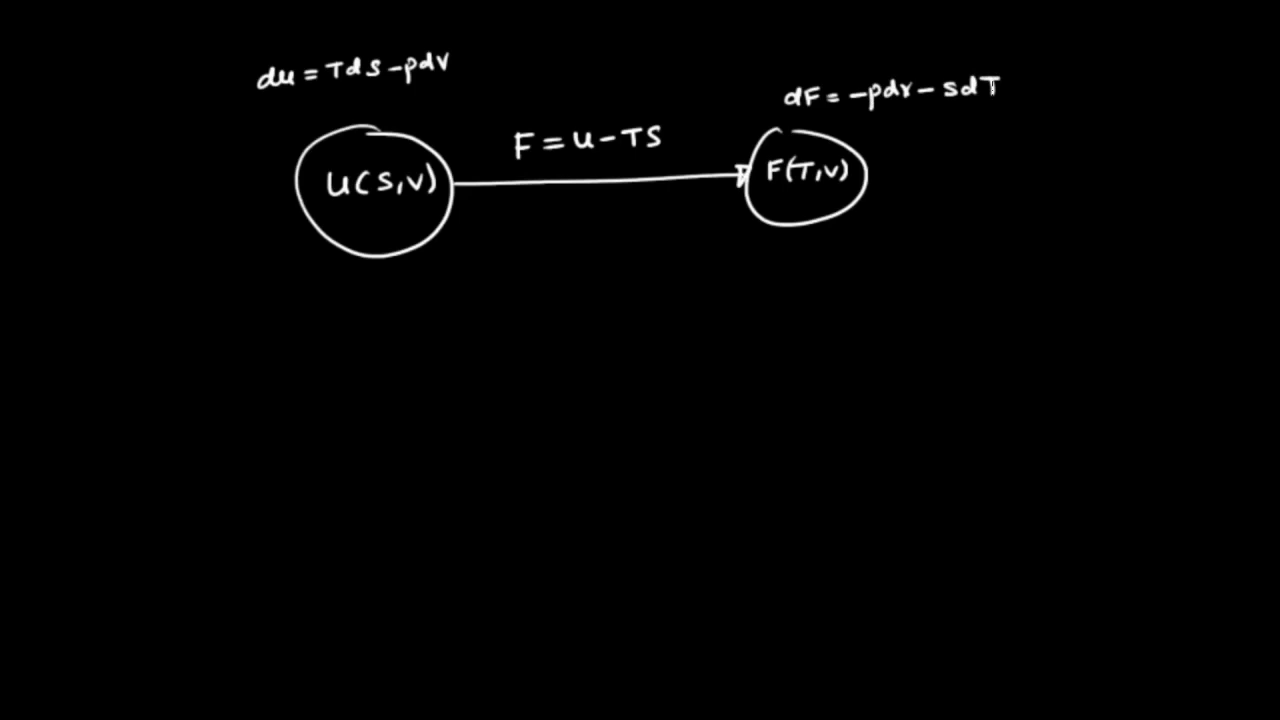 du = Tds - pdV
dF = -pdv - sdT
F = u - TS
u(s,v)
F(T,v)